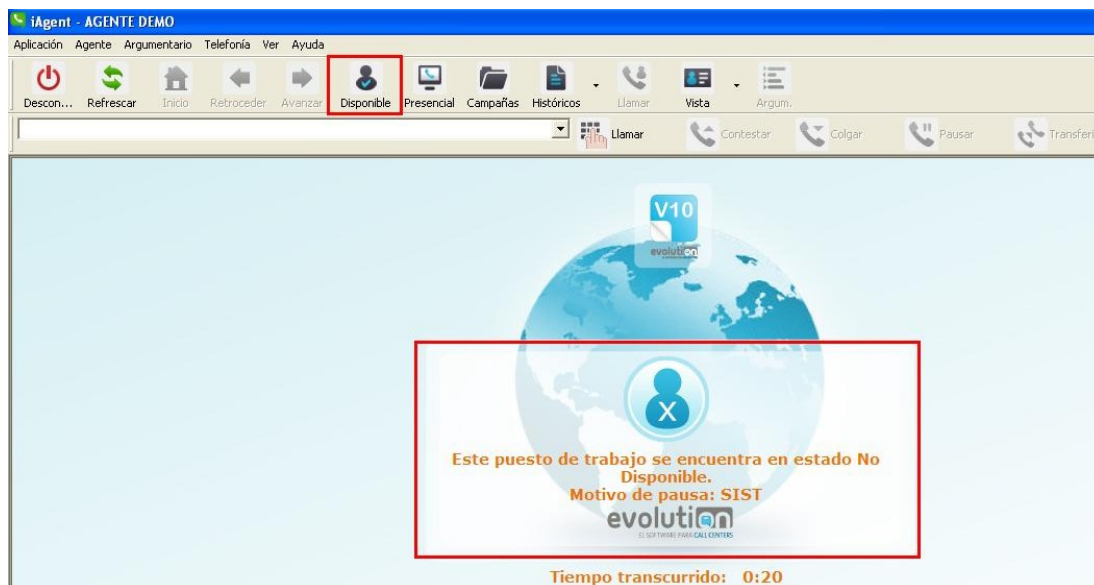 iAgent - AGENTE DEMO
Aplicación Agente Argumentario Telefonía Ver Ayuda
Descon... Refrescar Inicio Retroceder Avanzar Disponible Presencial Campañas Históricos Llamar Vista Argum.
Llamar Contestar Colgar Pausar Transferi
V10
evolution
Este puesto de trabajo se encuentra en estado No
Disponible.
Motivo de pausa: SIST
evolution
EL SOFTWARE PARA CALL CENTERS
Tiempo transcurrido: 0:20